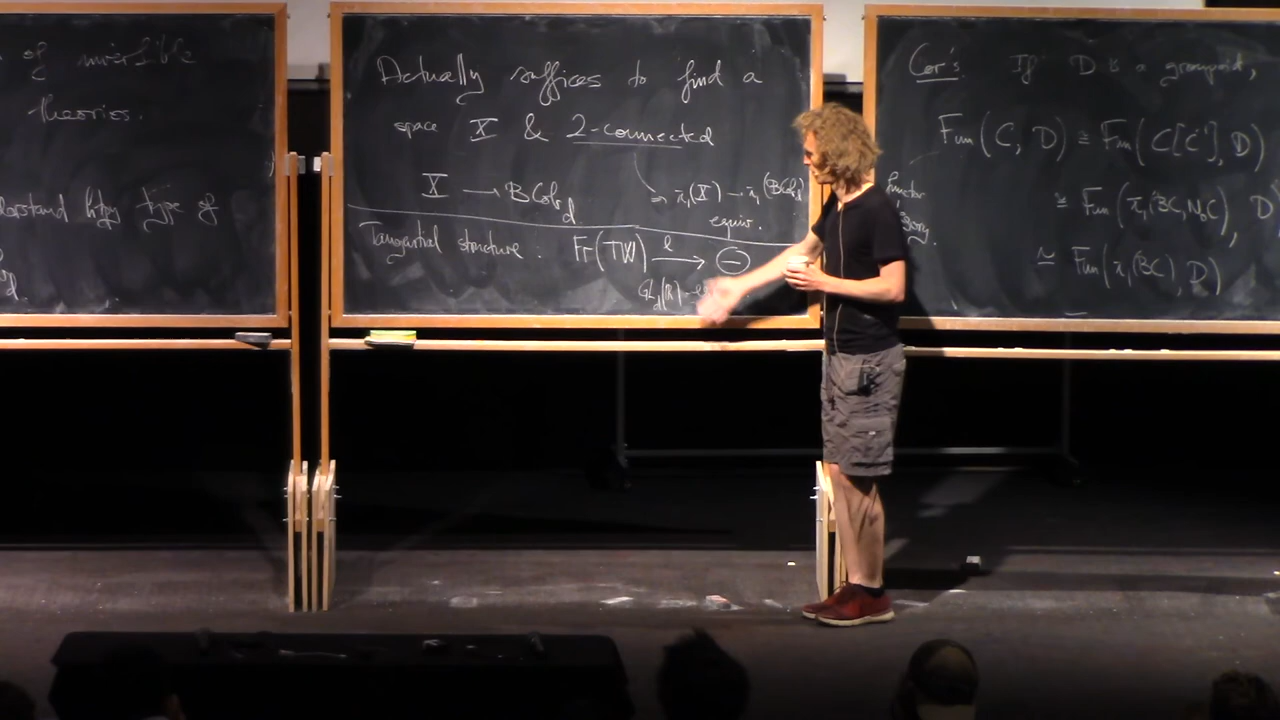 of invertible
theories.
htpy type of
Actually suffices to find a
space X & 2-connected
X → BCob_d
⇒ π_1(X) → π_1(BCob_d)
equiv.
Tangential structure : Fr(TW) --l--> Θ
GL_d(R)
Cor's: If D is a groupoid,
Fun(C, D) ≅ Fun(C[C⁻¹], D)
functor
≅ Fun(π_1(BC, N_0C), D
≃ Fun(π_1(BC), D)